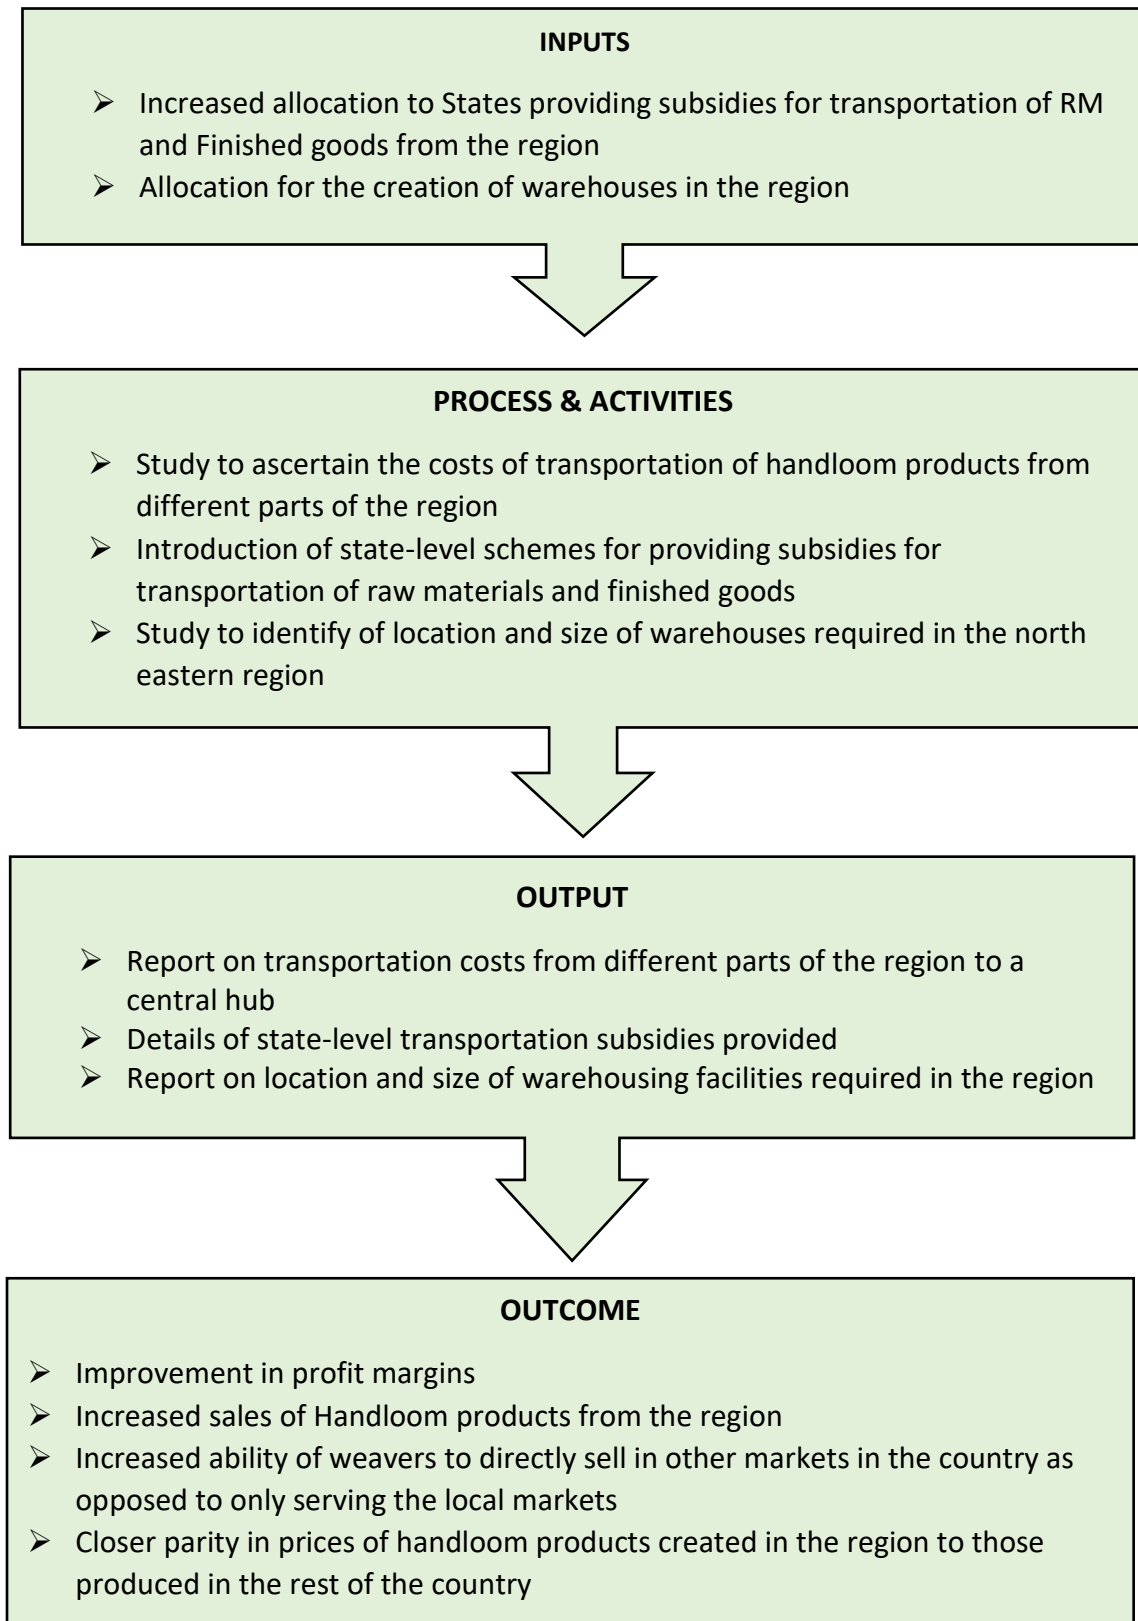 INPUTS
➢ Increased allocation to States providing subsidies for transportation of RM
and Finished goods from the region
➢ Allocation for the creation of warehouses in the region
PROCESS & ACTIVITIES
➢ Study to ascertain the costs of transportation of handloom products from
different parts of the region
➢ Introduction of state-level schemes for providing subsidies for
transportation of raw materials and finished goods
➢ Study to identify of location and size of warehouses required in the north
eastern region
OUTPUT
➢ Report on transportation costs from different parts of the region to a
central hub
➢ Details of state-level transportation subsidies provided
➢ Report on location and size of warehousing facilities required in the region
OUTCOME
➢ Improvement in profit margins
➢ Increased sales of Handloom products from the region
➢ Increased ability of weavers to directly sell in other markets in the country as
opposed to only serving the local markets
➢ Closer parity in prices of handloom products created in the region to those
produced in the rest of the country